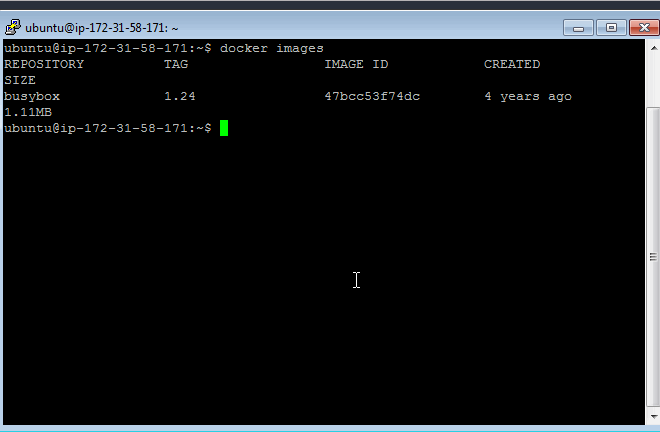 ubuntu@ip-172-31-58-171: ~
ubuntu@ip-172-31-58-171:~$ docker images
REPOSITORY TAG IMAGE ID CREATED
SIZE
busybox 1.24 47bcc53f74dc 4 years ago
1.11MB
ubuntu@ip-172-31-58-171:~$